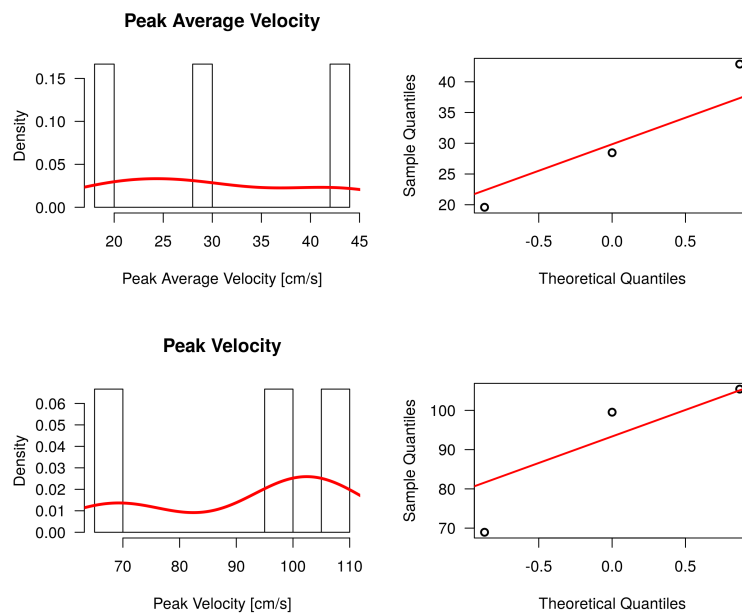 Peak Average Velocity
Density
0.00
0.05
0.10
0.15
20 25 30 35 40 45
Peak Average Velocity [cm/s]
Sample Quantiles
20
25
30
35
40
-0.5 0.0 0.5
Theoretical Quantiles
Peak Velocity
Density
0.00
0.01
0.02
0.03
0.04
0.05
0.06
70 80 90 100 110
Peak Velocity [cm/s]
Sample Quantiles
70
80
90
100
-0.5 0.0 0.5
Theoretical Quantiles